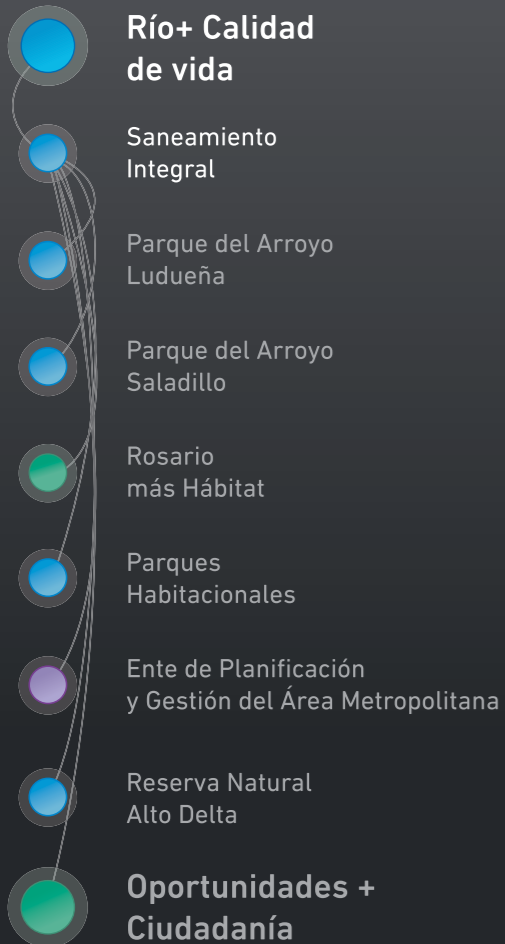 Río+ Calidad
de vida
Saneamiento
Integral
Parque del Arroyo
Ludueña
Parque del Arroyo
Saladillo
Rosario
más Hábitat
Parques
Habitacionales
Ente de Planificación
y Gestión del Área Metropolitana
Reserva Natural
Alto Delta
Oportunidades +
Ciudadanía